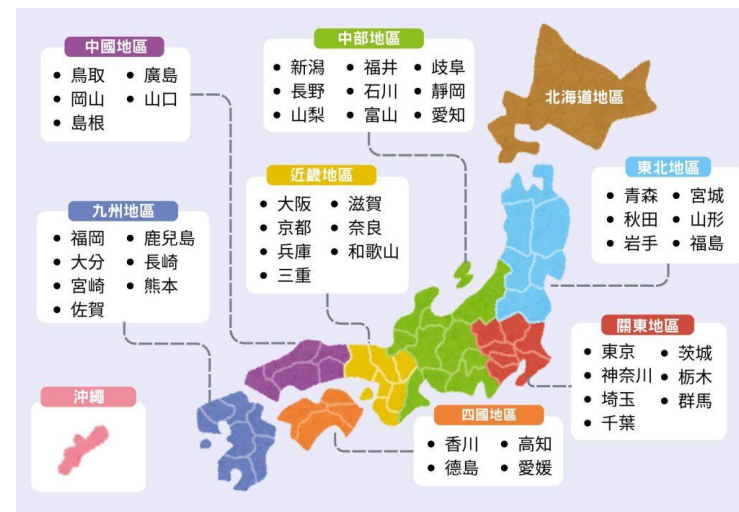 中國地區
• 鳥取 • 廣島
• 岡山 • 山口
• 島根
中部地區
• 新潟 • 福井 • 歧阜
• 長野 • 石川 • 靜岡
• 山梨 • 富山 • 愛知
北海道地區
近畿地區
• 大阪 • 滋賀
• 京都 • 奈良
• 兵庫 • 和歌山
• 三重
東北地區
• 青森 • 宮城
• 秋田 • 山形
• 岩手 • 福島
九州地區
• 福岡 • 鹿兒島
• 大分 • 長崎
• 宮崎 • 熊本
• 佐賀
關東地區
• 東京 • 茨城
• 神奈川 • 栃木
• 埼玉 • 群馬
• 千葉
沖繩
四國地區
• 香川 • 高知
• 德島 • 愛媛